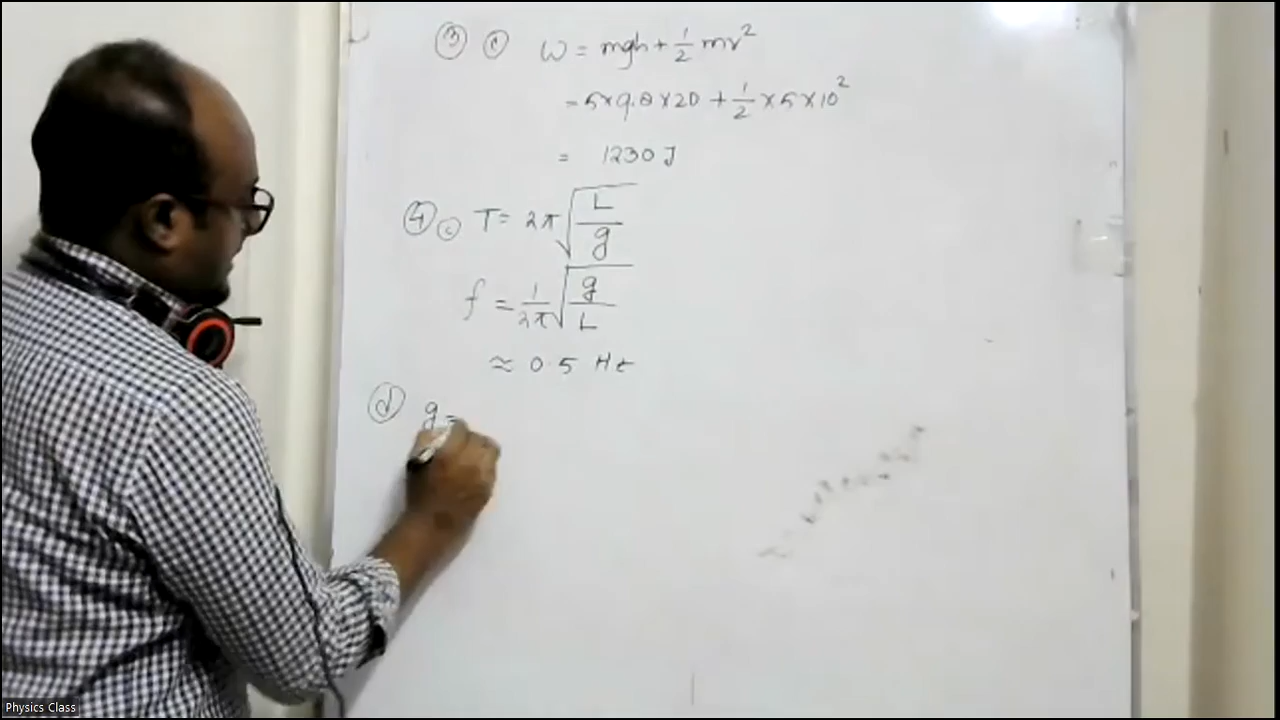 ③ ⓒ W = mgh + 1/2 mv²
= 5×9.8×20 + 1/2 ×5×10²
= 1230 J
④ ⓒ T = 2π√(L/g)
f = 1/2π √(g/L)
≈ 0.5 Hz
ⓓ g =
Physics Class